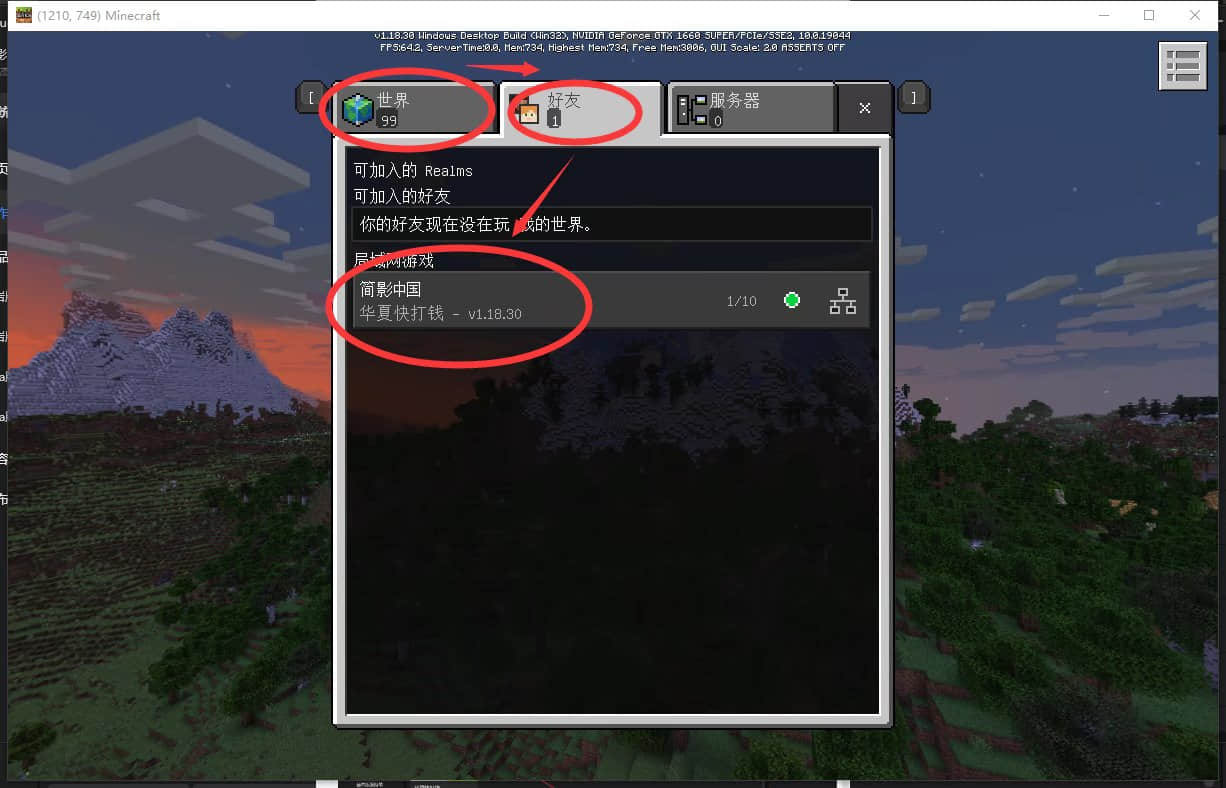 (1210, 749) Minecraft
v1.18.30 Windows Desktop Build (Win32), NVIDIA GeForce GTX 1660 SUPER/PCIe/SSE2, 10.0.19044
FPS:64.2, ServerTime:0.0, Mem:734, Highest Mem:734, Free Mem:3006, GUI Scale: 2.0 ASSERTS OFF
[
世界
99
好友
1
服务器
0
]
可加入的 Realms
可加入的好友
你的好友现在没在玩 我的世界。
局域网游戏
简影中国
华夏快打钱 - v1.18.30
1/10